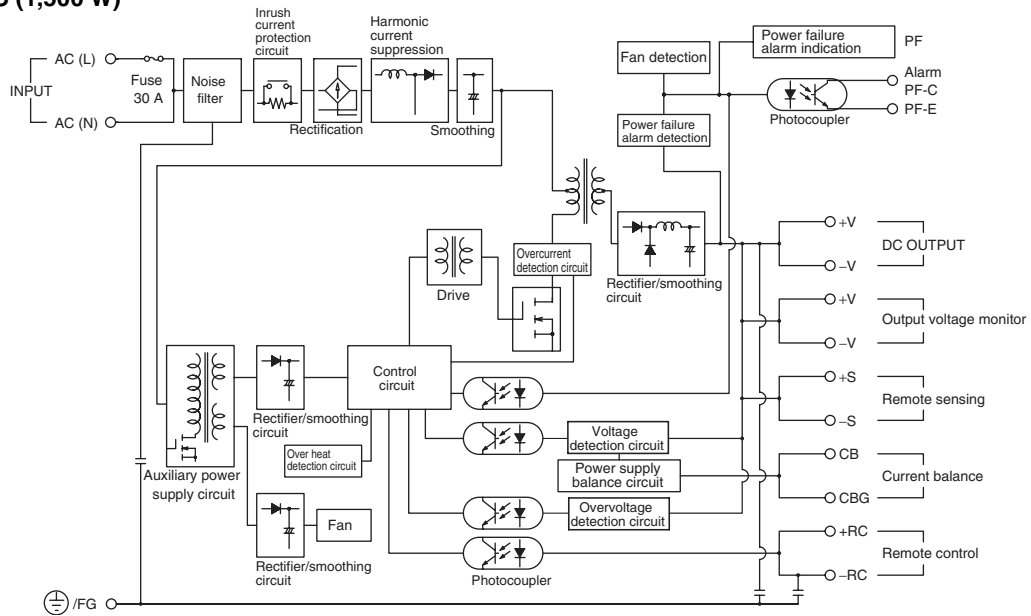 (1,500 W)
INPUT
AC (L)
AC (N)
Fuse
30 A
Noise
filter
Inrush
current
protection
circuit
Rectification
Harmonic
current
suppression
Smoothing
Fan detection
Power failure
alarm detection
Power failure
alarm indication
PF
Alarm
PF-C
PF-E
Photocoupler
Drive
Overcurrent
detection circuit
Rectifier/smoothing
circuit
+V
−V
DC OUTPUT
+V
−V
Output voltage monitor
+S
−S
Remote sensing
CB
CBG
Current balance
+RC
−RC
Remote control
Auxiliary power
supply circuit
Rectifier/smoothing
circuit
Control
circuit
Over heat
detection circuit
Voltage
detection circuit
Power supply
balance circuit
Overvoltage
detection circuit
Fan
Rectifier/smoothing
circuit
Photocoupler
/FG